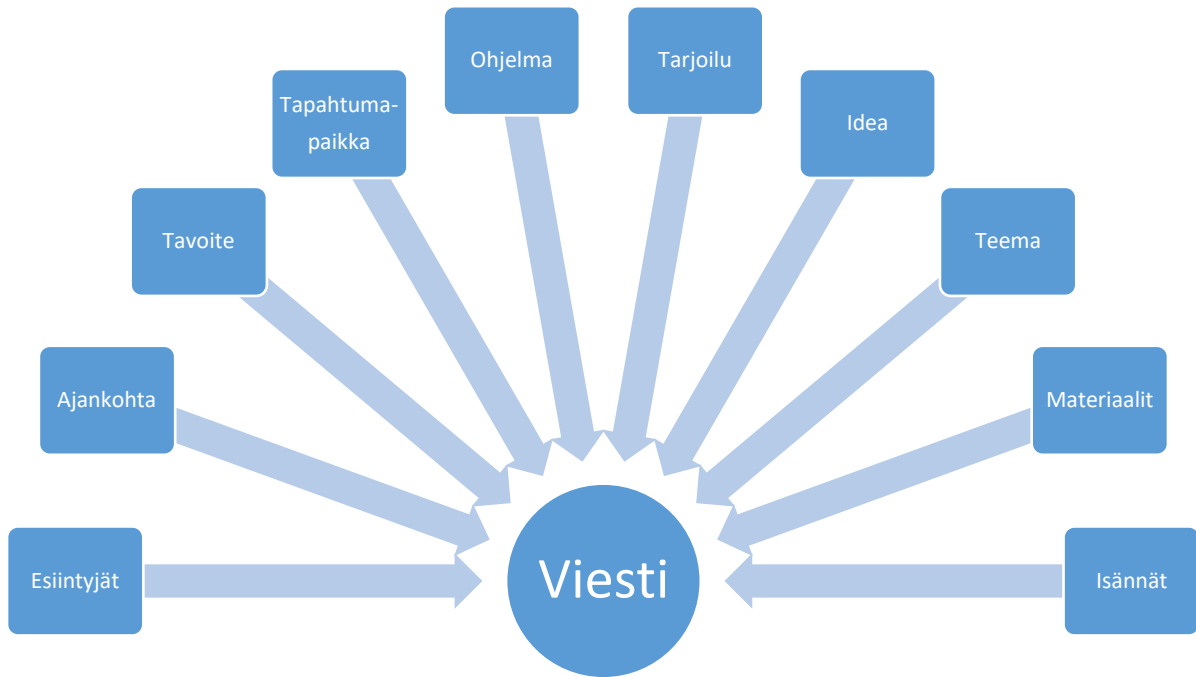 Ohjelma
Tarjoilu
Tapahtuma-
paikka
Idea
Tavoite
Teema
Ajankohta
Materiaalit
Esiintyjät
Viesti
Isännät